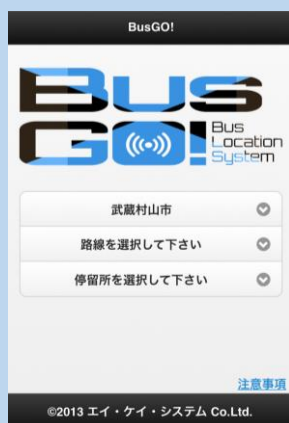 BusGO!
Bus
GO!
Bus
Location
System
武蔵村山市
路線を選択して下さい
停留所を選択して下さい
注意事項
©2013 エイ・ケイ・システム Co.Ltd.